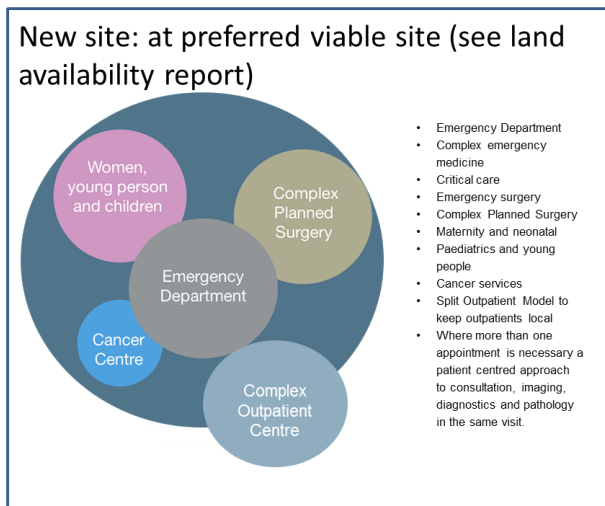 New site: at preferred viable site (see land
availability report)
Women,
young person
and children
Complex
Planned
Surgery
Emergency
Department
Cancer
Centre
Complex
Outpatient
Centre
• Emergency Department
• Complex emergency
medicine
• Critical care
• Emergency surgery
• Complex Planned Surgery
• Maternity and neonatal
• Paediatrics and young
people
• Cancer services
• Split Outpatient Model to
keep outpatients local
• Where more than one
appointment is necessary a
patient centred approach
to consultation, imaging,
diagnostics and pathology
in the same visit.